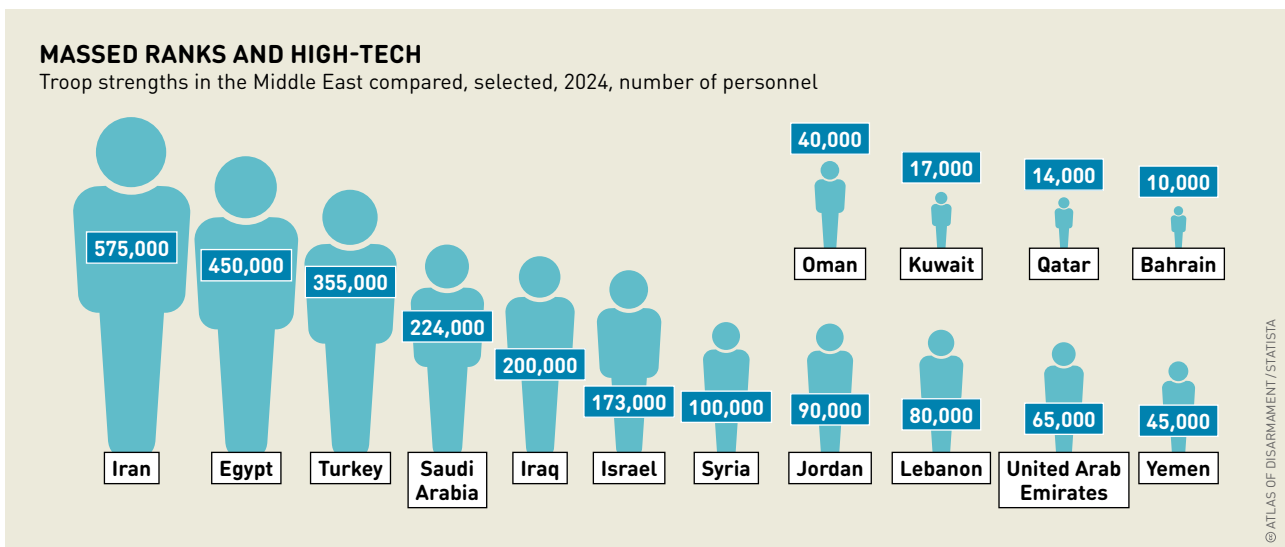 MASSED RANKS AND HIGH-TECH
Troop strengths in the Middle East compared, selected, 2024, number of personnel
575,000
Iran
450,000
Egypt
355,000
Turkey
224,000
Saudi
Arabia
200,000
Iraq
173,000
Israel
100,000
Syria
90,000
Jordan
80,000
Lebanon
65,000
United Arab
Emirates
45,000
Yemen
40,000
Oman
17,000
Kuwait
14,000
Qatar
10,000
Bahrain
© ATLAS OF DISARMAMENT / STATISTA